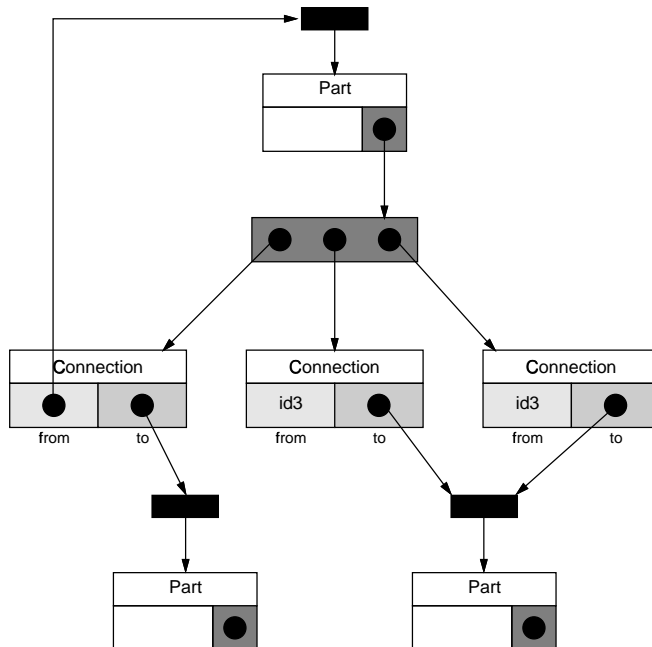 Part
Connection
Connection
Connection
id3
id3
from
to
from
to
from
to
Part
Part